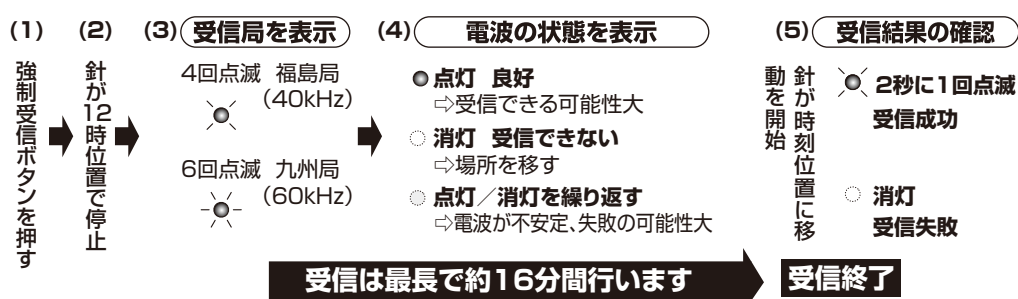 (1)
強制受信ボタンを押す
(2)
針が12時位置で停止
(3) 受信局を表示
4回点滅 福島局
(40kHz)
6回点滅 九州局
(60kHz)
(4) 電波の状態を表示
点灯 良好
⇨受信できる可能性大
消灯 受信できない
⇨場所を移す
点灯／消灯を繰り返す
⇨電波が不安定、失敗の可能性大
(5) 受信結果の確認
針が時刻位置に移
動を開始
2秒に1回点滅
受信成功
消灯
受信失敗
受信は最長で約16分間行います
受信終了